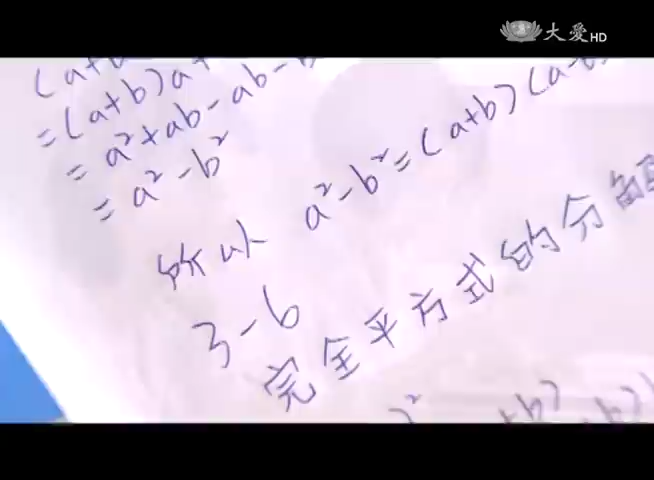 大愛HD
(a+
=(a+b)a+
=a²+ab-ab-
=a²-b²
所以 a²-b²=(a+b)(a-b
3-6
完全平方式的分解